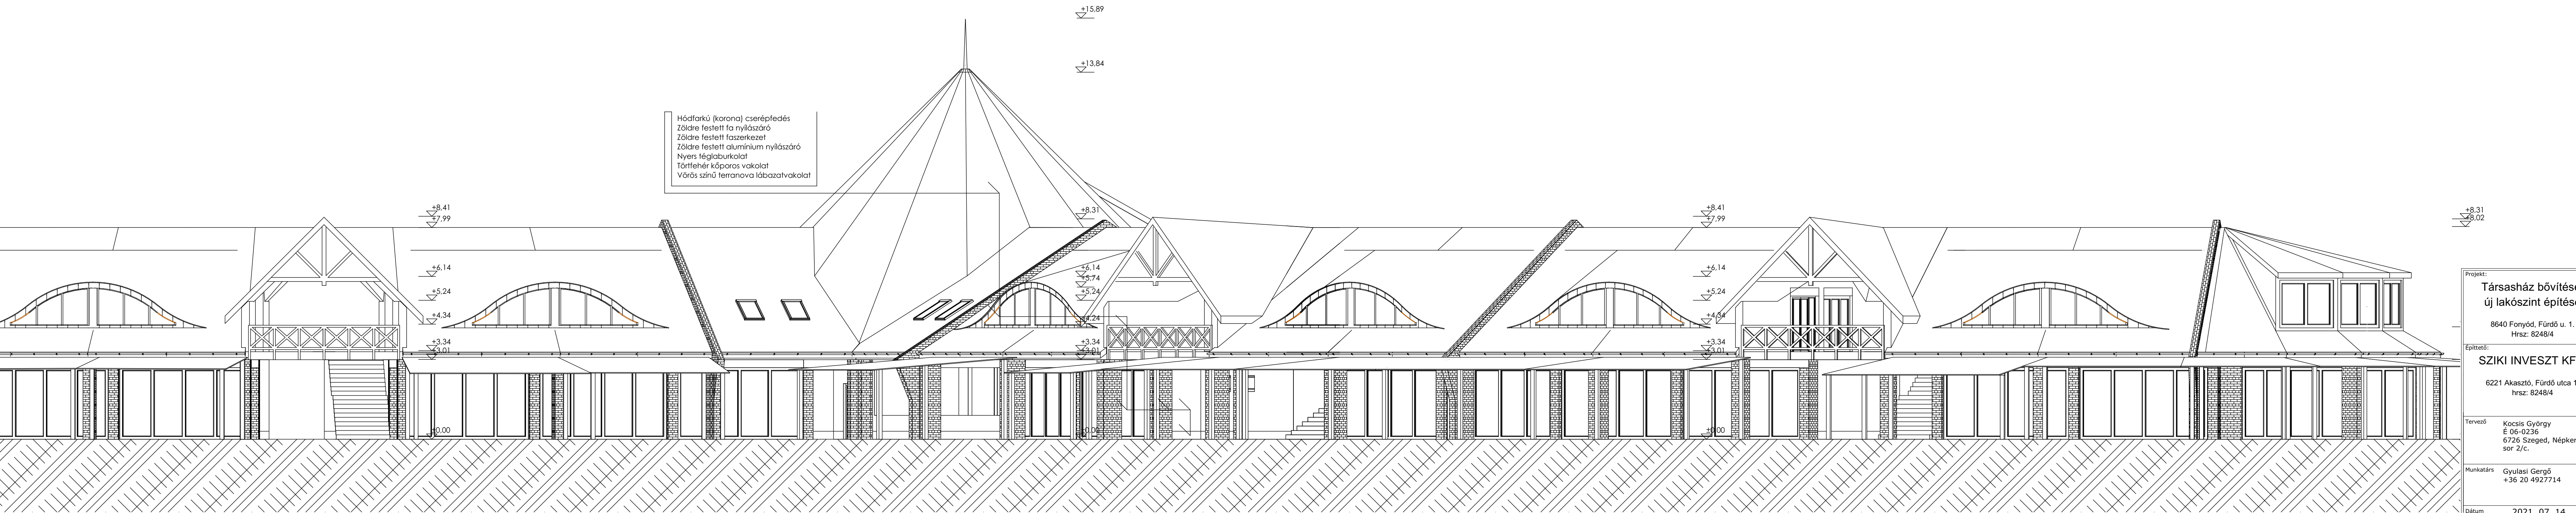 +15,89
+13,84
Hódfarkú (korona) cserépfedés
Zöldre festett fa nyílászáró
Zöldre festett faszerkezet
Zöldre festett alumínium nyílászáró
Nyers téglaburkolat
Törtfehér kőporos vakolat
Vörös színű terranova lábazatvakolat
+8,41
+7,99
+6,14
+5,24
+4,34
+3,34
+3,01
±0,00
+8,31
+6,14
+5,74
+5,24
+4,24
+3,34
+3,01
±0,00
+8,41
+7,99
+6,14
+5,24
+4,34
+3,34
+3,01
±0,00
+8,31
+8,02
Projekt:
Társasház bővítése
új lakószint építése
8640 Fonyód, Fürdő u. 1.
Hrsz: 8248/4
Építtető:
SZIKI INVESZT KF
6221 Akasztó, Fürdő utca 1
hrsz: 8248/4
Tervező
Kocsis György
É 06-0236
6726 Szeged, Népker
sor 2/c.
Munkatárs
Gyulasi Gergő
+36 20 4927714
Dátum
2021. 07. 14.